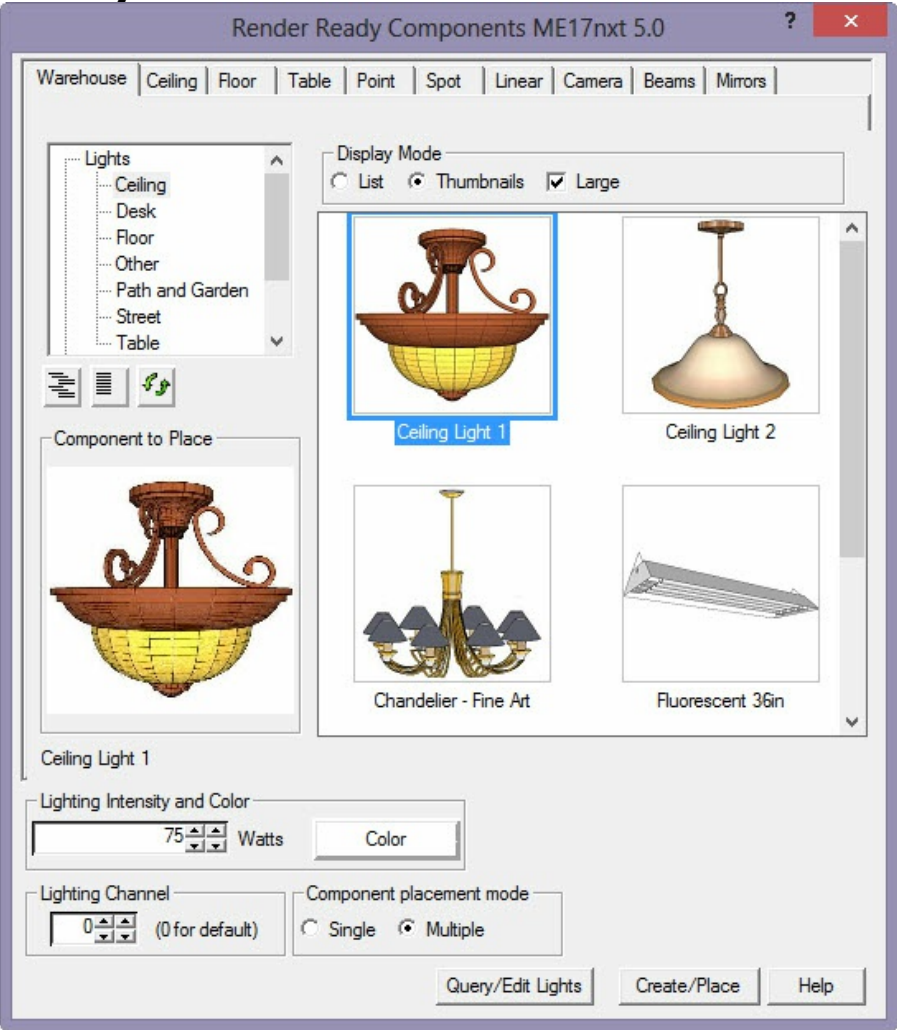 Render Ready Components ME17nxt 5.0
?
×
Warehouse Ceiling Floor Table Point Spot Linear Camera Beams Mirrors
Lights
Ceiling
Desk
Floor
Other
Path and Garden
Street
Table
Display Mode
List Thumbnails Large
Ceiling Light 1
Ceiling Light 2
Chandelier - Fine Art
Fluorescent 36in
Component to Place
Ceiling Light 1
Lighting Intensity and Color
75 Watts Color
Lighting Channel
0 (0 for default)
Component placement mode
Single Multiple
Query/Edit Lights Create/Place Help